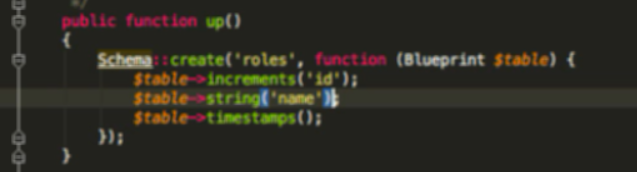 */
public function up()
{
Schema::create('roles', function (Blueprint $table) {
$table->increments('id');
$table->string('name');
$table->timestamps();
});
}